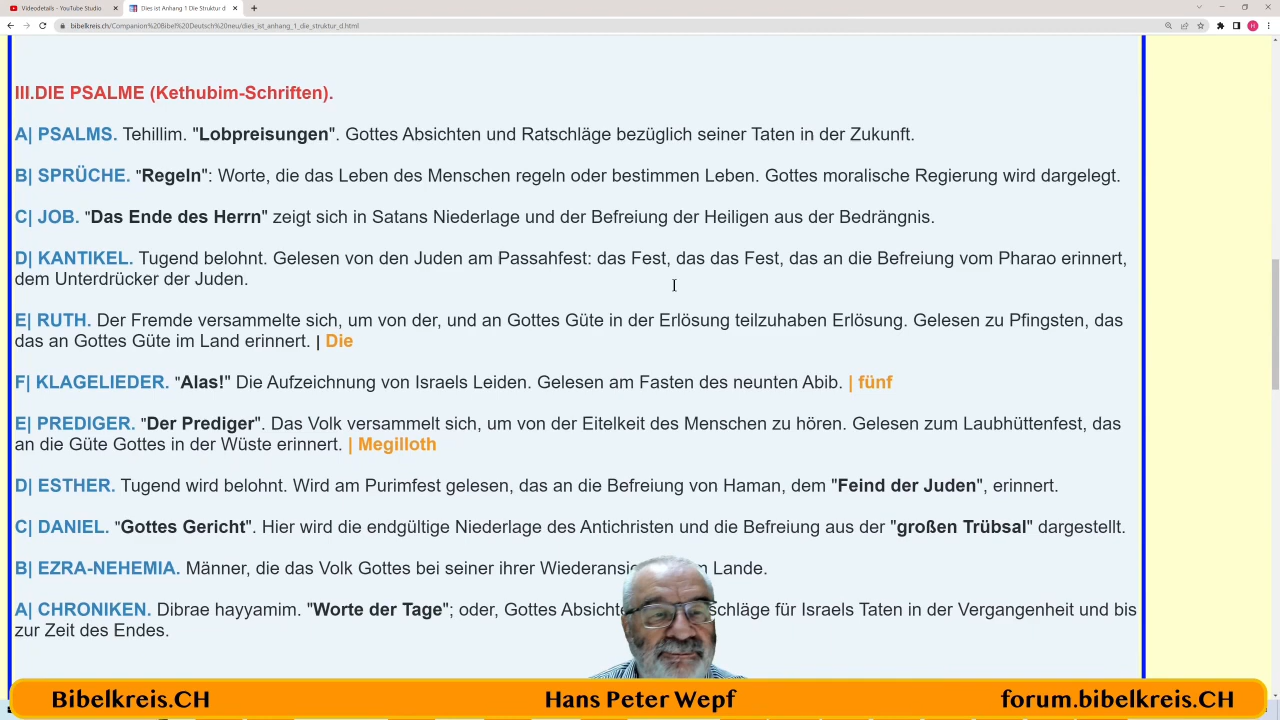 Videodetails - YouTube Studio
Dies ist Anhang 1 Die Struktur d
bibelkreis.ch/Companion%20Bibel%20Deutsch%20neu/dies_ist_anhang_1_die_struktur_d.html
III.DIE PSALME (Kethubim-Schriften).
A| PSALMS. Tehillim. "Lobpreisungen". Gottes Absichten und Ratschläge bezüglich seiner Taten in der Zukunft.
B| SPRÜCHE. "Regeln": Worte, die das Leben des Menschen regeln oder bestimmen Leben. Gottes moralische Regierung wird dargelegt.
C| JOB. "Das Ende des Herrn" zeigt sich in Satans Niederlage und der Befreiung der Heiligen aus der Bedrängnis.
D| KANTIKEL. Tugend belohnt. Gelesen von den Juden am Passahfest: das Fest, das das Fest, das an die Befreiung vom Pharao erinnert,
dem Unterdrücker der Juden.
E| RUTH. Der Fremde versammelte sich, um von der, und an Gottes Güte in der Erlösung teilzuhaben Erlösung. Gelesen zu Pfingsten, das
das an Gottes Güte im Land erinnert. | Die
F| KLAGELIEDER. "Alas!" Die Aufzeichnung von Israels Leiden. Gelesen am Fasten des neunten Abib. | fünf
E| PREDIGER. "Der Prediger". Das Volk versammelt sich, um von der Eitelkeit des Menschen zu hören. Gelesen zum Laubhüttenfest, das
an die Güte Gottes in der Wüste erinnert. | Megilloth
D| ESTHER. Tugend wird belohnt. Wird am Purimfest gelesen, das an die Befreiung von Haman, dem "Feind der Juden", erinnert.
C| DANIEL. "Gottes Gericht". Hier wird die endgültige Niederlage des Antichristen und die Befreiung aus der "großen Trübsal" dargestellt.
B| EZRA-NEHEMIA. Männer, die das Volk Gottes bei seiner ihrer Lande.
A| CHRONIKEN. Dibrae hayyamim. "Worte der Tage"; oder, Gottes für Israels Taten in der Vergangenheit und bis
zur Zeit des Endes.
Bibelkreis.CH Hans Peter Wepf forum.bibelkreis.CH